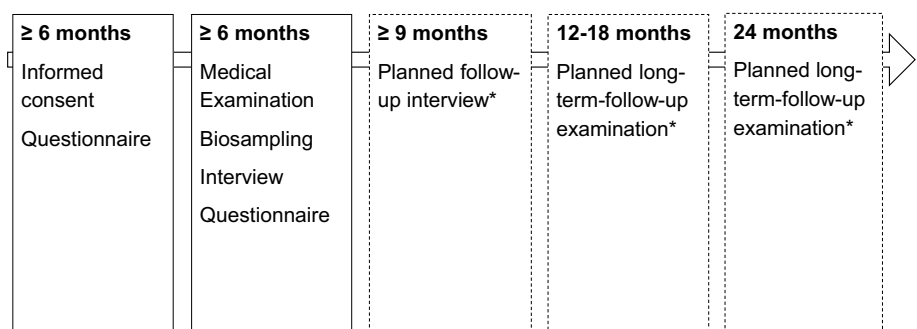 ≥ 6 months
Informed
consent
Questionnaire
≥ 6 months
Medical
Examination
Biosampling
Interview
Questionnaire
≥ 9 months
Planned follow-
up interview*
12-18 months
Planned long-
term-follow-up
examination*
24 months
Planned long-
term-follow-up
examination*